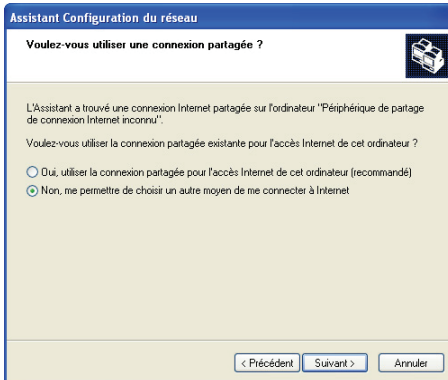 Assistant Configuration du réseau
Voulez-vous utiliser une connexion partagée ?
L'Assistant a trouvé une connexion Internet partagée sur l'ordinateur "Périphérique de partage
de connexion Internet inconnu".
Voulez-vous utiliser la connexion partagée existante pour l'accès Internet de cet ordinateur ?
Oui, utiliser la connexion partagée pour l'accès Internet de cet ordinateur (recommandé)
Non, me permettre de choisir un autre moyen de me connecter à Internet
< Précédent
Suivant >
Annuler